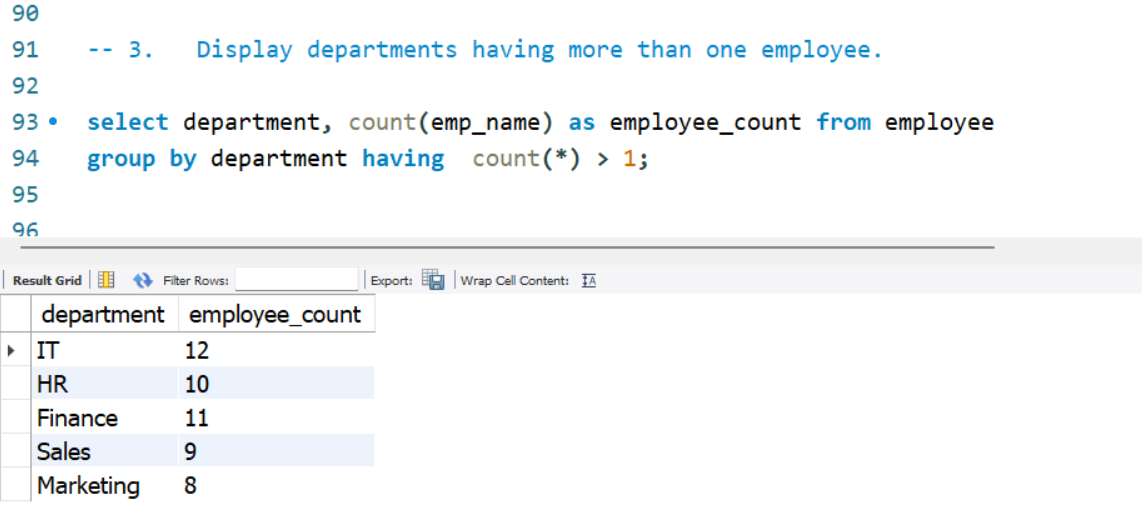 90
91 -- 3. Display departments having more than one employee.
92
93 select department, count(emp_name) as employee_count from employee
94 group by department having count(*) > 1;
95
96
Result Grid Filter Rows: Export: Wrap Cell Content: IA
department employee_count
IT 12
HR 10
Finance 11
Sales 9
Marketing 8